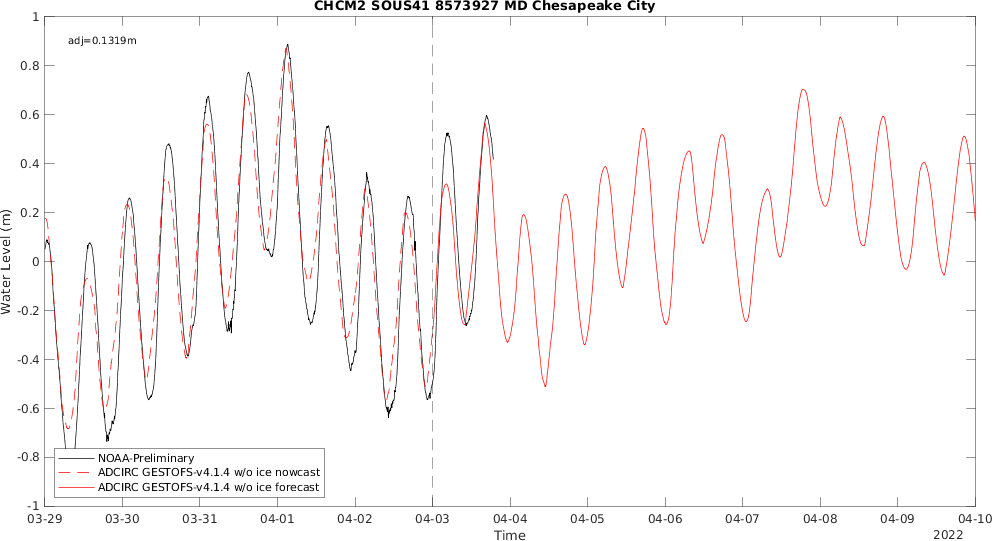 CHCM2 SOUS41 8573927 MD Chesapeake City
adj=0.1319m
1
0.8
0.6
0.4
0.2
0
-0.2
-0.4
-0.6
-0.8
-1
Water Level (m)
NOAA-Preliminary
ADCIRC GESTOFS-v4.1.4 w/o ice nowcast
ADCIRC GESTOFS-v4.1.4 w/o ice forecast
03-29 03-30 03-31 04-01 04-02 04-03 04-04 04-05 04-06 04-07 04-08 04-09 04-10
Time
2022